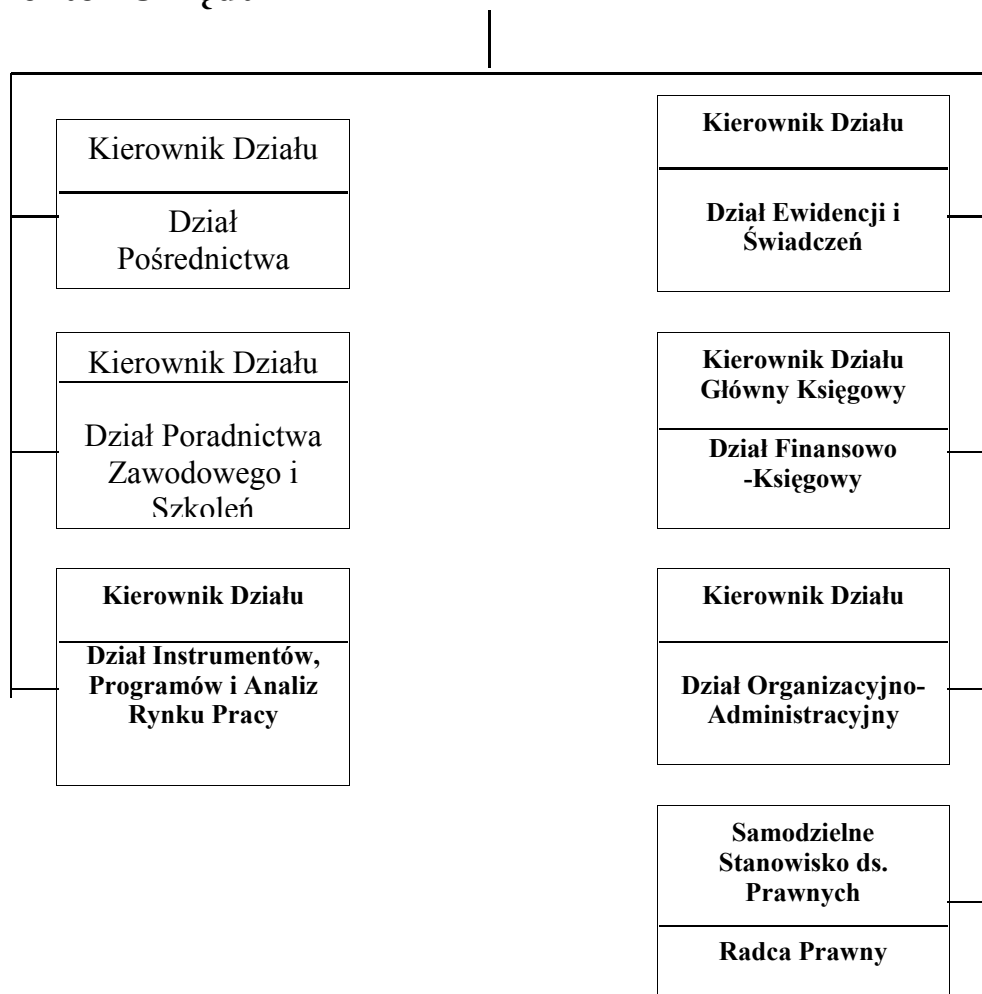 Kierownik Działu
Dział
Pośrednictwa
Kierownik Działu
Dział Poradnictwa
Zawodowego i
Szkoleń
Kierownik Działu
Dział Instrumentów,
Programów i Analiz
Rynku Pracy
Kierownik Działu
Dział Ewidencji i
Świadczeń
Kierownik Działu
Główny Księgowy
Dział Finansowo
-Księgowy
Kierownik Działu
Dział Organizacyjno-
Administracyjny
Samodzielne
Stanowisko ds.
Prawnych
Radca Prawny